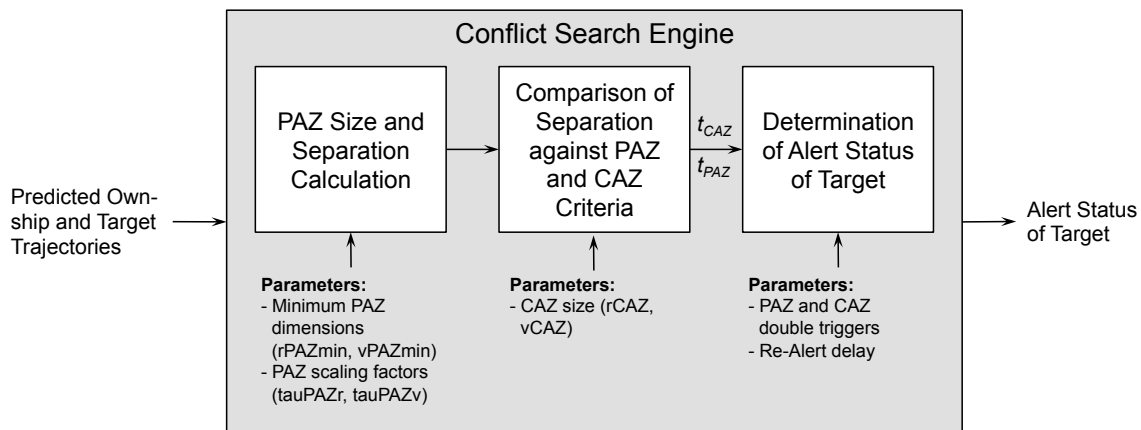 Conflict Search Engine
Predicted Own-
ship and Target
Trajectories
PAZ Size and
Separation
Calculation
Comparison of
Separation
against PAZ
and CAZ
Criteria
tCAZ
tPAZ
Determination
of Alert Status
of Target
Alert Status
of Target
Parameters:
- Minimum PAZ
dimensions
(rPAZmin, vPAZmin)
- PAZ scaling factors
(tauPAZr, tauPAZv)
Parameters:
- CAZ size (rCAZ,
vCAZ)
Parameters:
- PAZ and CAZ
double triggers
- Re-Alert delay